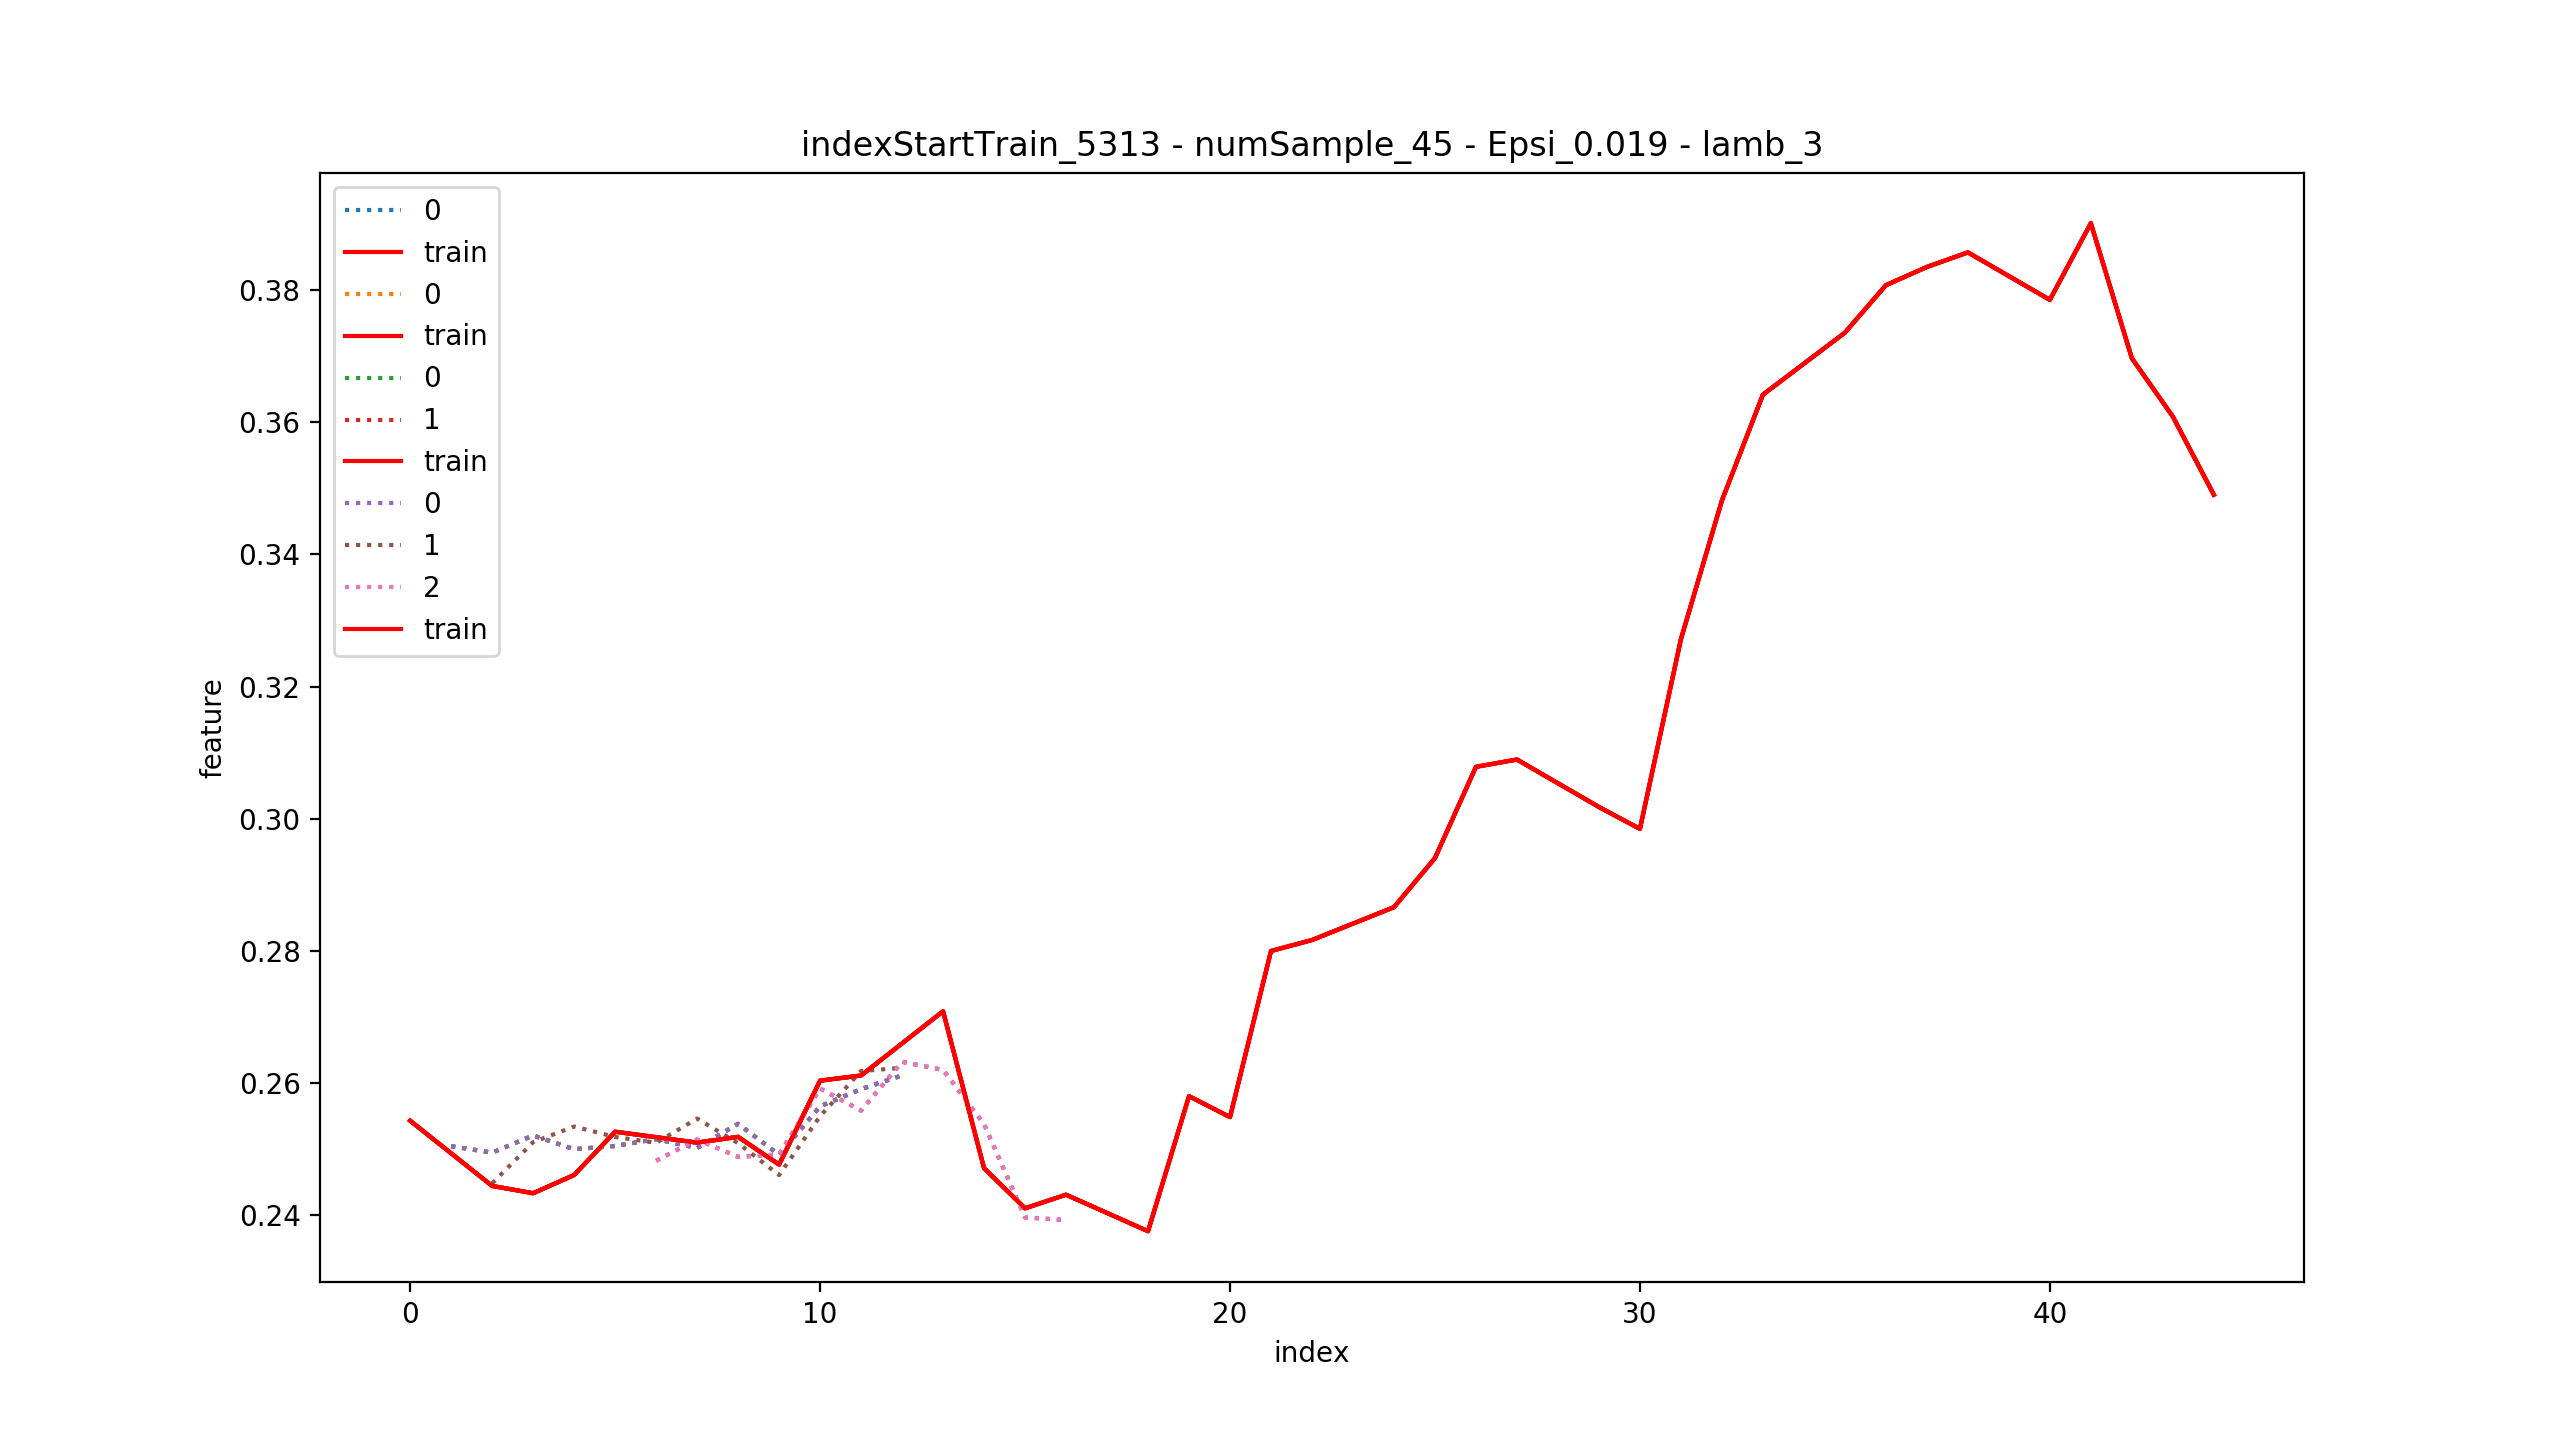 indexStartTrain_5313 - numSample_45 - Epsi_0.019 - lamb_3
0
train
0
train
0
1
train
0
1
2
train
0.38
0.36
0.34
0.32
0.30
0.28
0.26
0.24
feature
0 10 20 30 40
index